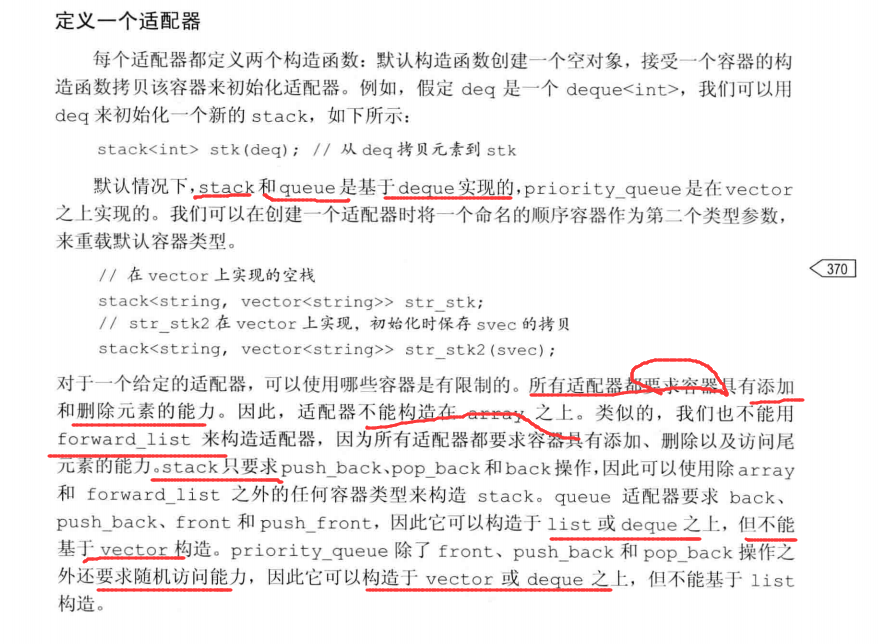 定义一个适配器
每个适配器都定义两个构造函数：默认构造函数创建一个空对象，接受一个容器的构
造函数拷贝该容器来初始化适配器。例如，假定 deq 是一个 deque<int>，我们可以用
deq 来初始化一个新的 stack，如下所示：
stack<int> stk(deq); // 从 deq 拷贝元素到 stk
默认情况下，stack 和 queue 是基于 deque 实现的，priority_queue 是在 vector
之上实现的。我们可以在创建一个适配器时将一个命名的顺序容器作为第二个类型参数，
来重载默认容器类型。
// 在 vector 上实现的空栈
370
stack<string, vector<string>> str_stk;
// str_stk2 在 vector 上实现，初始化时保存 svec 的拷贝
stack<string, vector<string>> str_stk2(svec);
对于一个给定的适配器，可以使用哪些容器是有限制的。所有适配器都要求容器具有添加
和删除元素的能力。因此，适配器不能构造在 array 之上。类似的，我们也不能用
forward_list 来构造适配器，因为所有适配器都要求容器具有添加、删除以及访问尾
元素的能力。stack 只要求 push_back、pop_back 和 back 操作，因此可以使用除 array
和 forward_list 之外的任何容器类型来构造 stack。queue 适配器要求 back、
push_back、front 和 push_front，因此它可以构造于 list 或 deque 之上，但不能
基于 vector 构造。priority_queue 除了 front、push_back 和 pop_back 操作之
外还要求随机访问能力，因此它可以构造于 vector 或 deque 之上，但不能基于 list
构造。